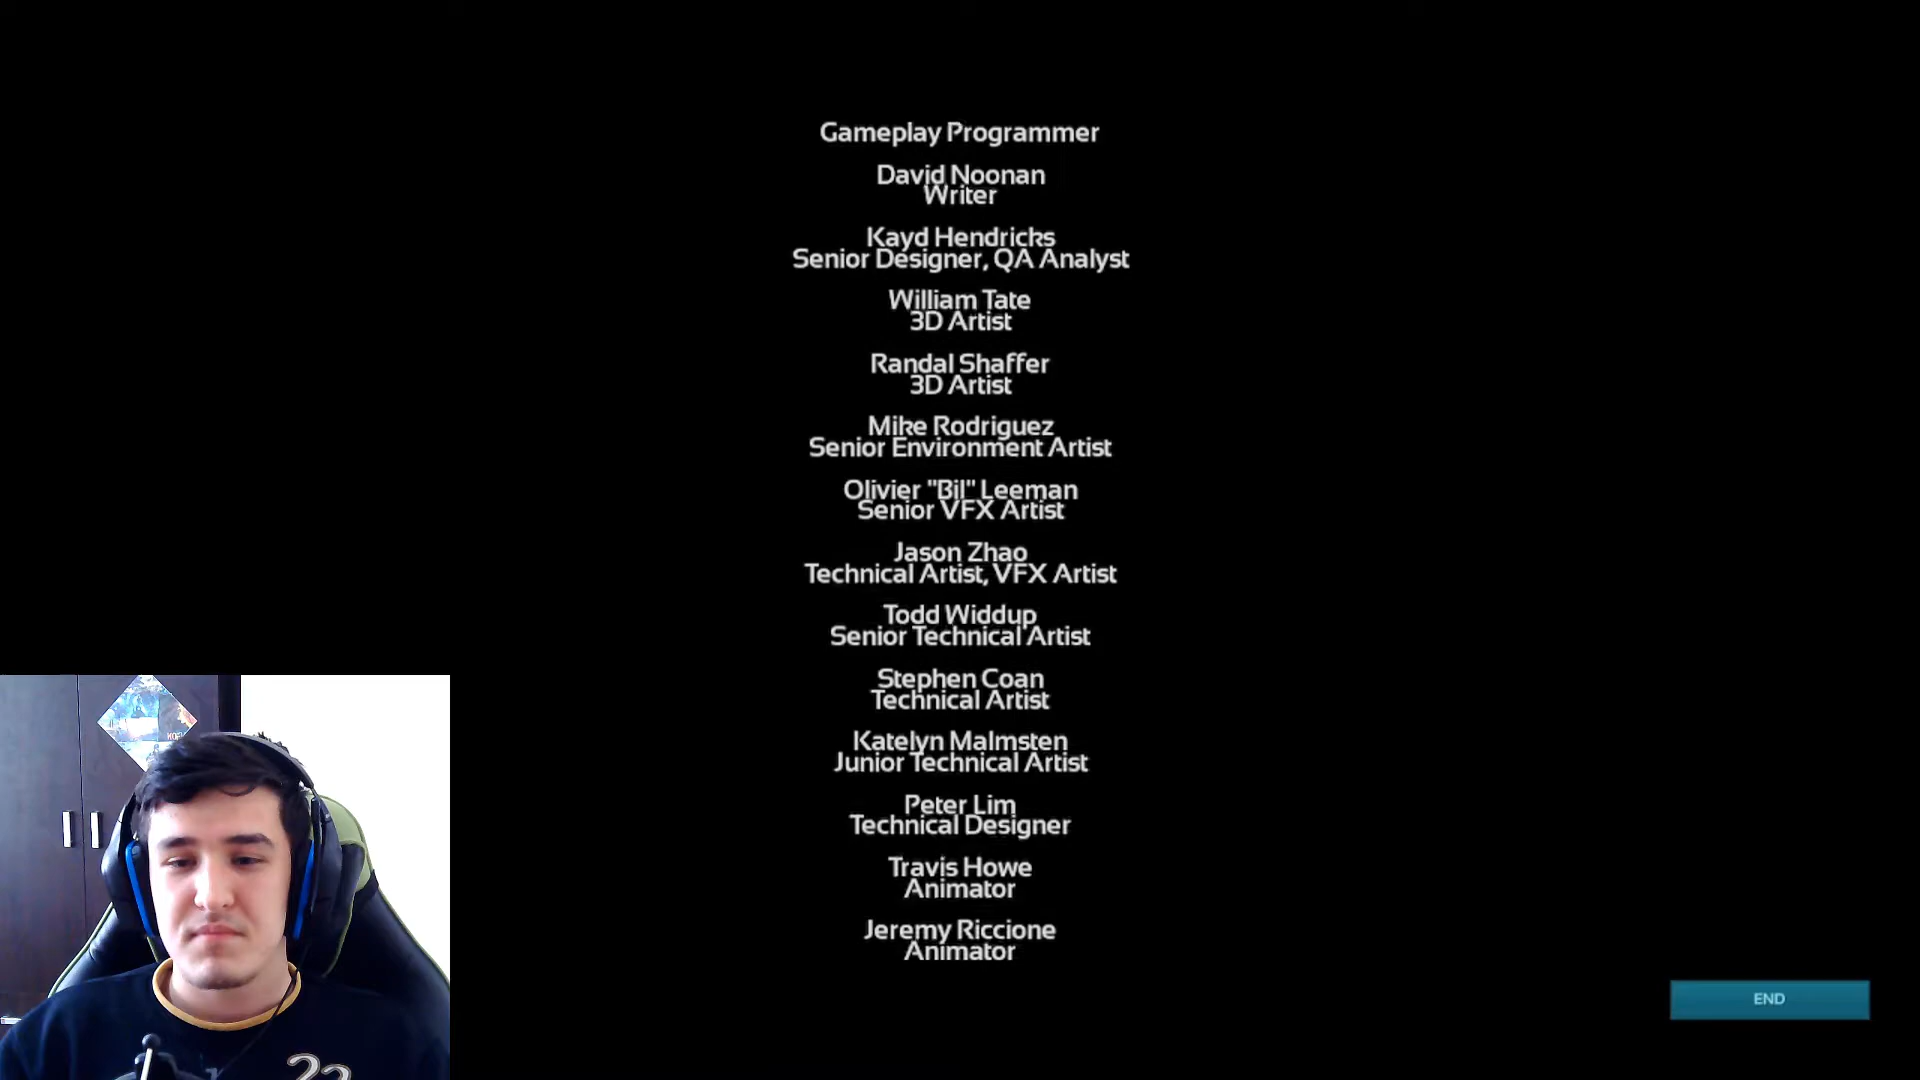 Gameplay Programmer
David Noonan
Writer
Kayd Hendricks
Senior Designer, QA Analyst
William Tate
3D Artist
Randal Shaffer
3D Artist
Mike Rodriguez
Senior Environment Artist
Olivier "Bil" Leeman
Senior VFX Artist
Jason Zhao
Technical Artist, VFX Artist
Todd Widdup
Senior Technical Artist
Stephen Coan
Technical Artist
Katelyn Malmsten
Junior Technical Artist
Peter Lim
Technical Designer
Travis Howe
Animator
Jeremy Riccione
Animator
END